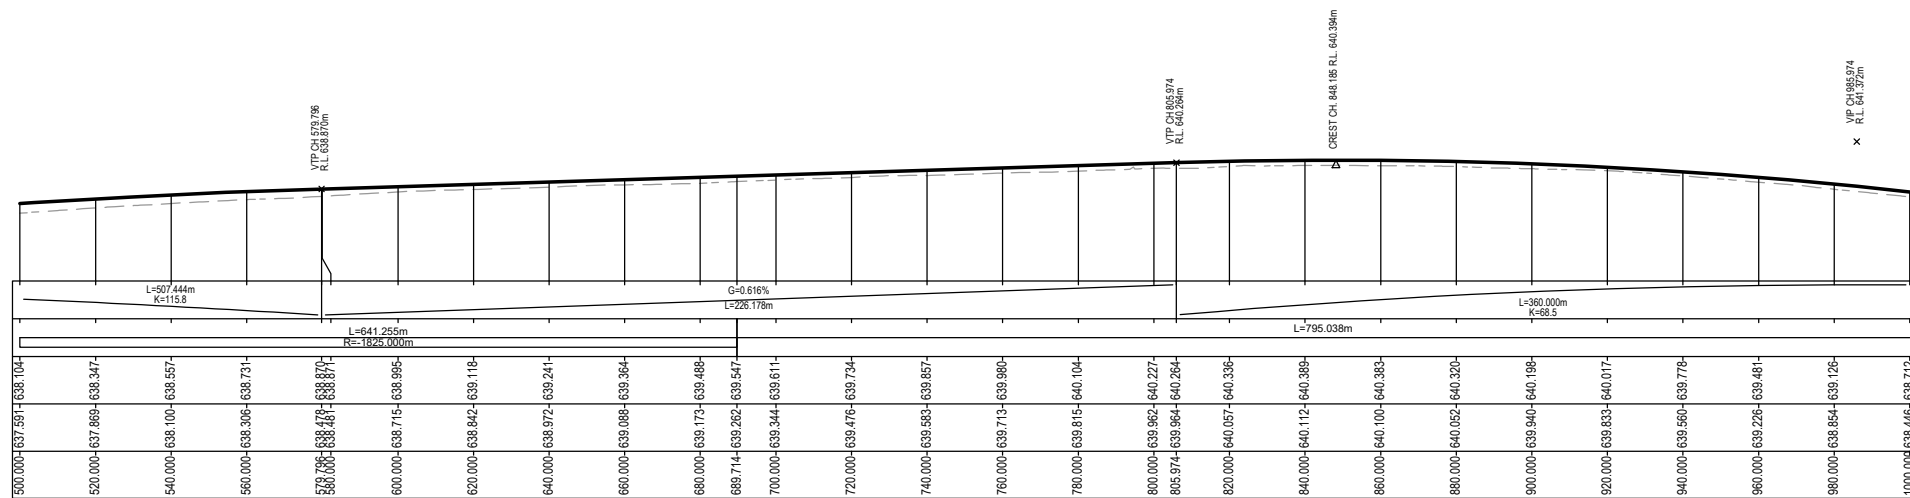 VTP CH 579.796
R.L. 638.870m
VTP CH 805.974
R.L. 640.264m
CREST CH. 848.185 R.L. 640.394m
VIP CH 985.974
R.L. 641.372m
L=507.444m
K=115.8
G=0.616%
L=226.178m
L=360.000m
K=68.5
L=641.255m
R=-1825.000m
L=795.038m
638.104 638.347 638.557 638.731 638.870 638.871 638.995 639.118 639.241 639.364 639.488 639.547 639.611 639.734 639.857 639.980 640.104 640.227 640.264 640.336 640.389 640.383 640.320 640.198 640.017 639.778 639.481 639.126 638.712
637.591 637.869 638.100 638.306 638.478 638.481 638.715 638.842 638.972 639.088 639.173 639.262 639.344 639.476 639.583 639.713 639.815 639.962 639.964 640.057 640.112 640.100 640.052 639.940 639.833 639.560 639.226 638.854 638.446
500.000 520.000 540.000 560.000 579.796 580.000 600.000 620.000 640.000 660.000 680.000 689.714 700.000 720.000 740.000 760.000 780.000 800.000 805.974 820.000 840.000 860.000 880.000 900.000 920.000 940.000 960.000 980.000 1000.000